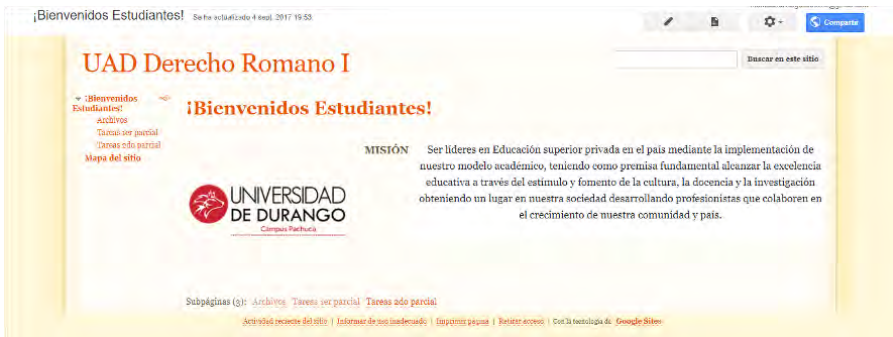 ¡Bienvenidos Estudiantes! Se ha actualizado 4 sept. 2017 19:53
Comparte
UAD Derecho Romano I
Buscar en este sitio
¡Bienvenidos
Estudiantes!
Archivos
Tareas 1er parcial
Tareas 2do parcial
Mapa del sitio
¡Bienvenidos Estudiantes!
MISIÓN Ser líderes en Educación superior privada en el país mediante la implementación de
nuestro modelo académico, teniendo como premisa fundamental alcanzar la excelencia
educativa a través del estímulo y fomento de la cultura, la docencia y la investigación
obteniendo un lugar en nuestra sociedad desarrollando profesionistas que colaboren en
el crecimiento de nuestra comunidad y país.
UNIVERSIDAD
DE DURANGO
Campus Pachuca
Subpáginas (3): Archivos Tareas 1er parcial Tareas 2do parcial
Actividad reciente del sitio | Informar de uso inadecuado | Imprimir página | Retirar acceso | Con la tecnología de Google Sites